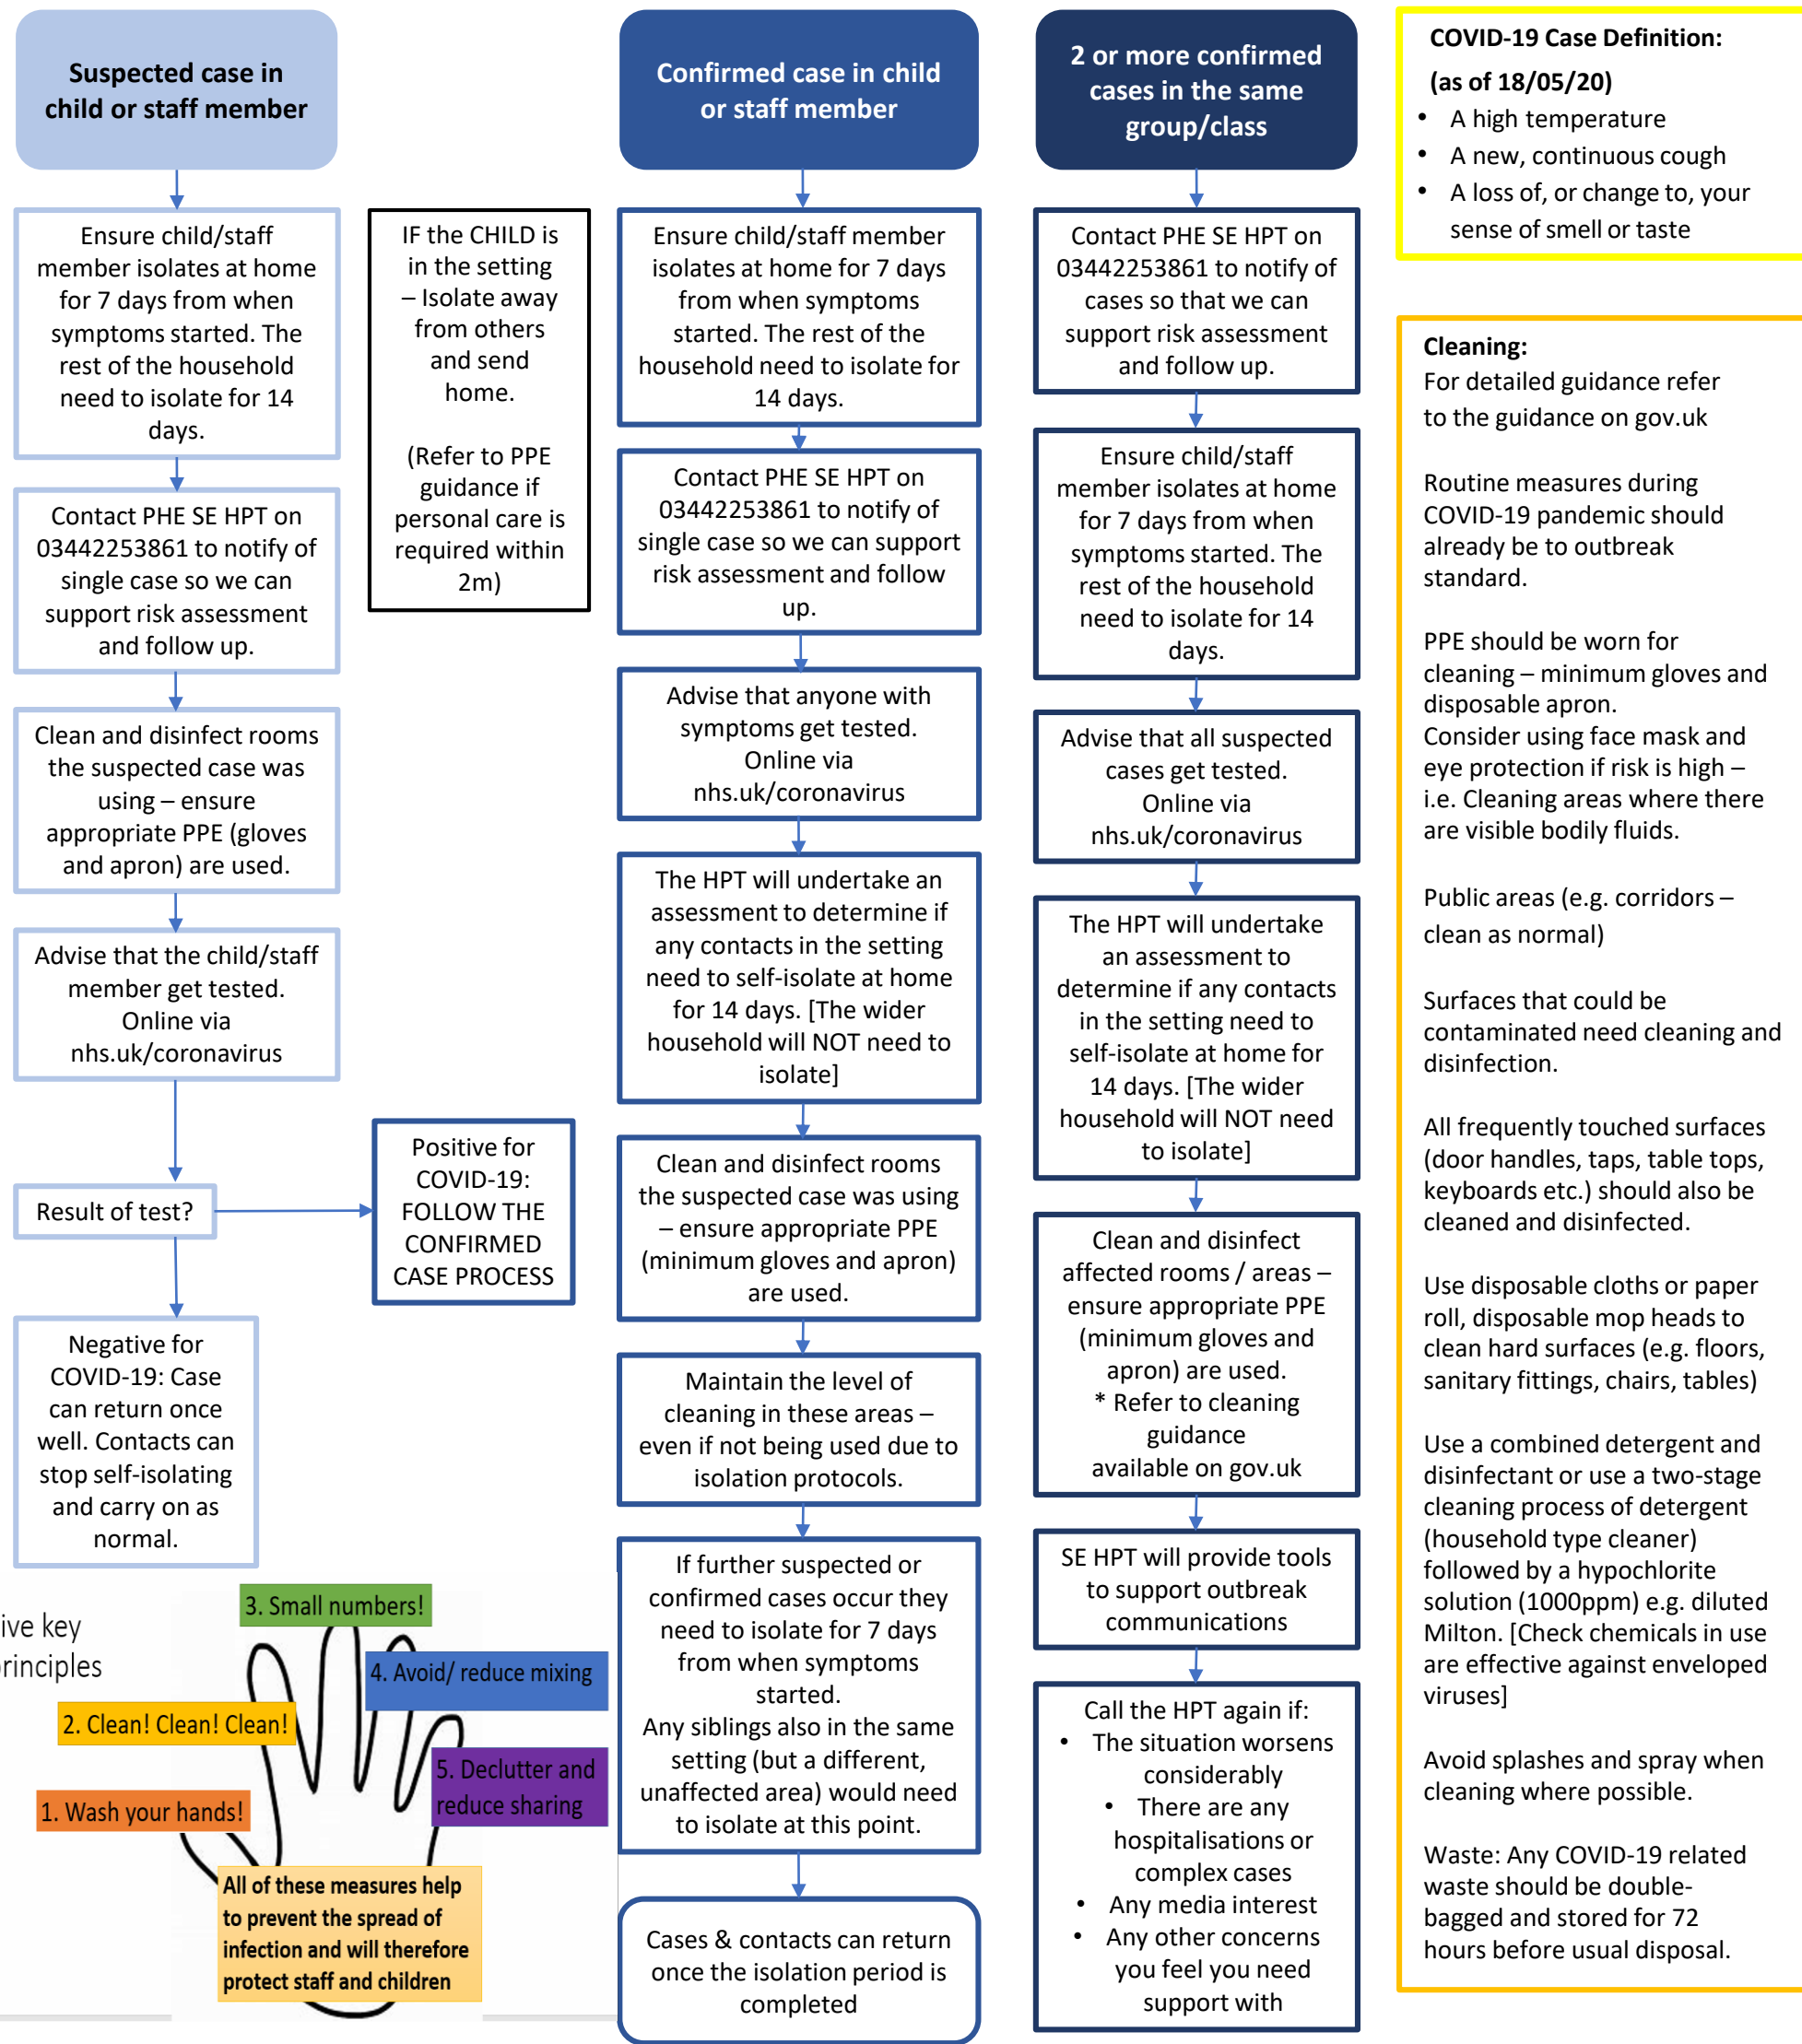 Suspected case in
child or staff member
Ensure child/staff
member isolates at home
for 7 days from when
symptoms started. The
rest of the household
need to isolate for 14
days.
Contact PHE SE HPT on
03442253861 to notify of
single case so we can
support risk assessment
and follow up.
Clean and disinfect rooms
the suspected case was
using – ensure
appropriate PPE (gloves
and apron) are used.
Advise that the child/staff
member get tested.
Online via
nhs.uk/coronavirus
Result of test?
Negative for
COVID-19: Case
can return once
well. Contacts can
stop self-isolating
and carry on as
normal.
IF the CHILD is
in the setting
– Isolate away
from others
and send
home.
(Refer to PPE
guidance if
personal care is
required within
2m)
Positive for
COVID-19:
FOLLOW THE
CONFIRMED
CASE PROCESS
ive key
principles
1. Wash your hands!
2. Clean! Clean! Clean!
3. Small numbers!
4. Avoid/ reduce mixing
5. Declutter and
reduce sharing
All of these measures help
to prevent the spread of
infection and will therefore
protect staff and children
Confirmed case in child
or staff member
Ensure child/staff member
isolates at home for 7 days
from when symptoms
started. The rest of the
household need to isolate for
14 days.
Contact PHE SE HPT on
03442253861 to notify of
single case so we can support
risk assessment and follow
up.
Advise that anyone with
symptoms get tested.
Online via
nhs.uk/coronavirus
The HPT will undertake an
assessment to determine if
any contacts in the setting
need to self-isolate at home
for 14 days. [The wider
household will NOT need to
isolate]
Clean and disinfect rooms
the suspected case was using
– ensure appropriate PPE
(minimum gloves and apron)
are used.
Maintain the level of
cleaning in these areas –
even if not being used due to
isolation protocols.
If further suspected or
confirmed cases occur they
need to isolate for 7 days
from when symptoms
started.
Any siblings also in the same
setting (but a different,
unaffected area) would need
to isolate at this point.
Cases & contacts can return
once the isolation period is
completed
2 or more confirmed
cases in the same
group/class
Contact PHE SE HPT on
03442253861 to notify of
cases so that we can
support risk assessment
and follow up.
Ensure child/staff
member isolates at home
for 7 days from when
symptoms started. The
rest of the household
need to isolate for 14
days.
Advise that all suspected
cases get tested.
Online via
nhs.uk/coronavirus
The HPT will undertake
an assessment to
determine if any contacts
in the setting need to
self-isolate at home for
14 days. [The wider
household will NOT need
to isolate]
Clean and disinfect
affected rooms / areas –
ensure appropriate PPE
(minimum gloves and
apron) are used.
* Refer to cleaning
guidance
available on gov.uk
SE HPT will provide tools
to support outbreak
communications
Call the HPT again if:
• The situation worsens
considerably
• There are any
hospitalisations or
complex cases
• Any media interest
• Any other concerns
you feel you need
support with
COVID-19 Case Definition:
(as of 18/05/20)
• A high temperature
• A new, continuous cough
• A loss of, or change to, your
sense of smell or taste
Cleaning:
For detailed guidance refer
to the guidance on gov.uk
Routine measures during
COVID-19 pandemic should
already be to outbreak
standard.
PPE should be worn for
cleaning – minimum gloves and
disposable apron.
Consider using face mask and
eye protection if risk is high –
i.e. Cleaning areas where there
are visible bodily fluids.
Public areas (e.g. corridors –
clean as normal)
Surfaces that could be
contaminated need cleaning and
disinfection.
All frequently touched surfaces
(door handles, taps, table tops,
keyboards etc.) should also be
cleaned and disinfected.
Use disposable cloths or paper
roll, disposable mop heads to
clean hard surfaces (e.g. floors,
sanitary fittings, chairs, tables)
Use a combined detergent and
disinfectant or use a two-stage
cleaning process of detergent
(household type cleaner)
followed by a hypochlorite
solution (1000ppm) e.g. diluted
Milton. [Check chemicals in use
are effective against enveloped
viruses]
Avoid splashes and spray when
cleaning where possible.
Waste: Any COVID-19 related
waste should be double-
bagged and stored for 72
hours before usual disposal.